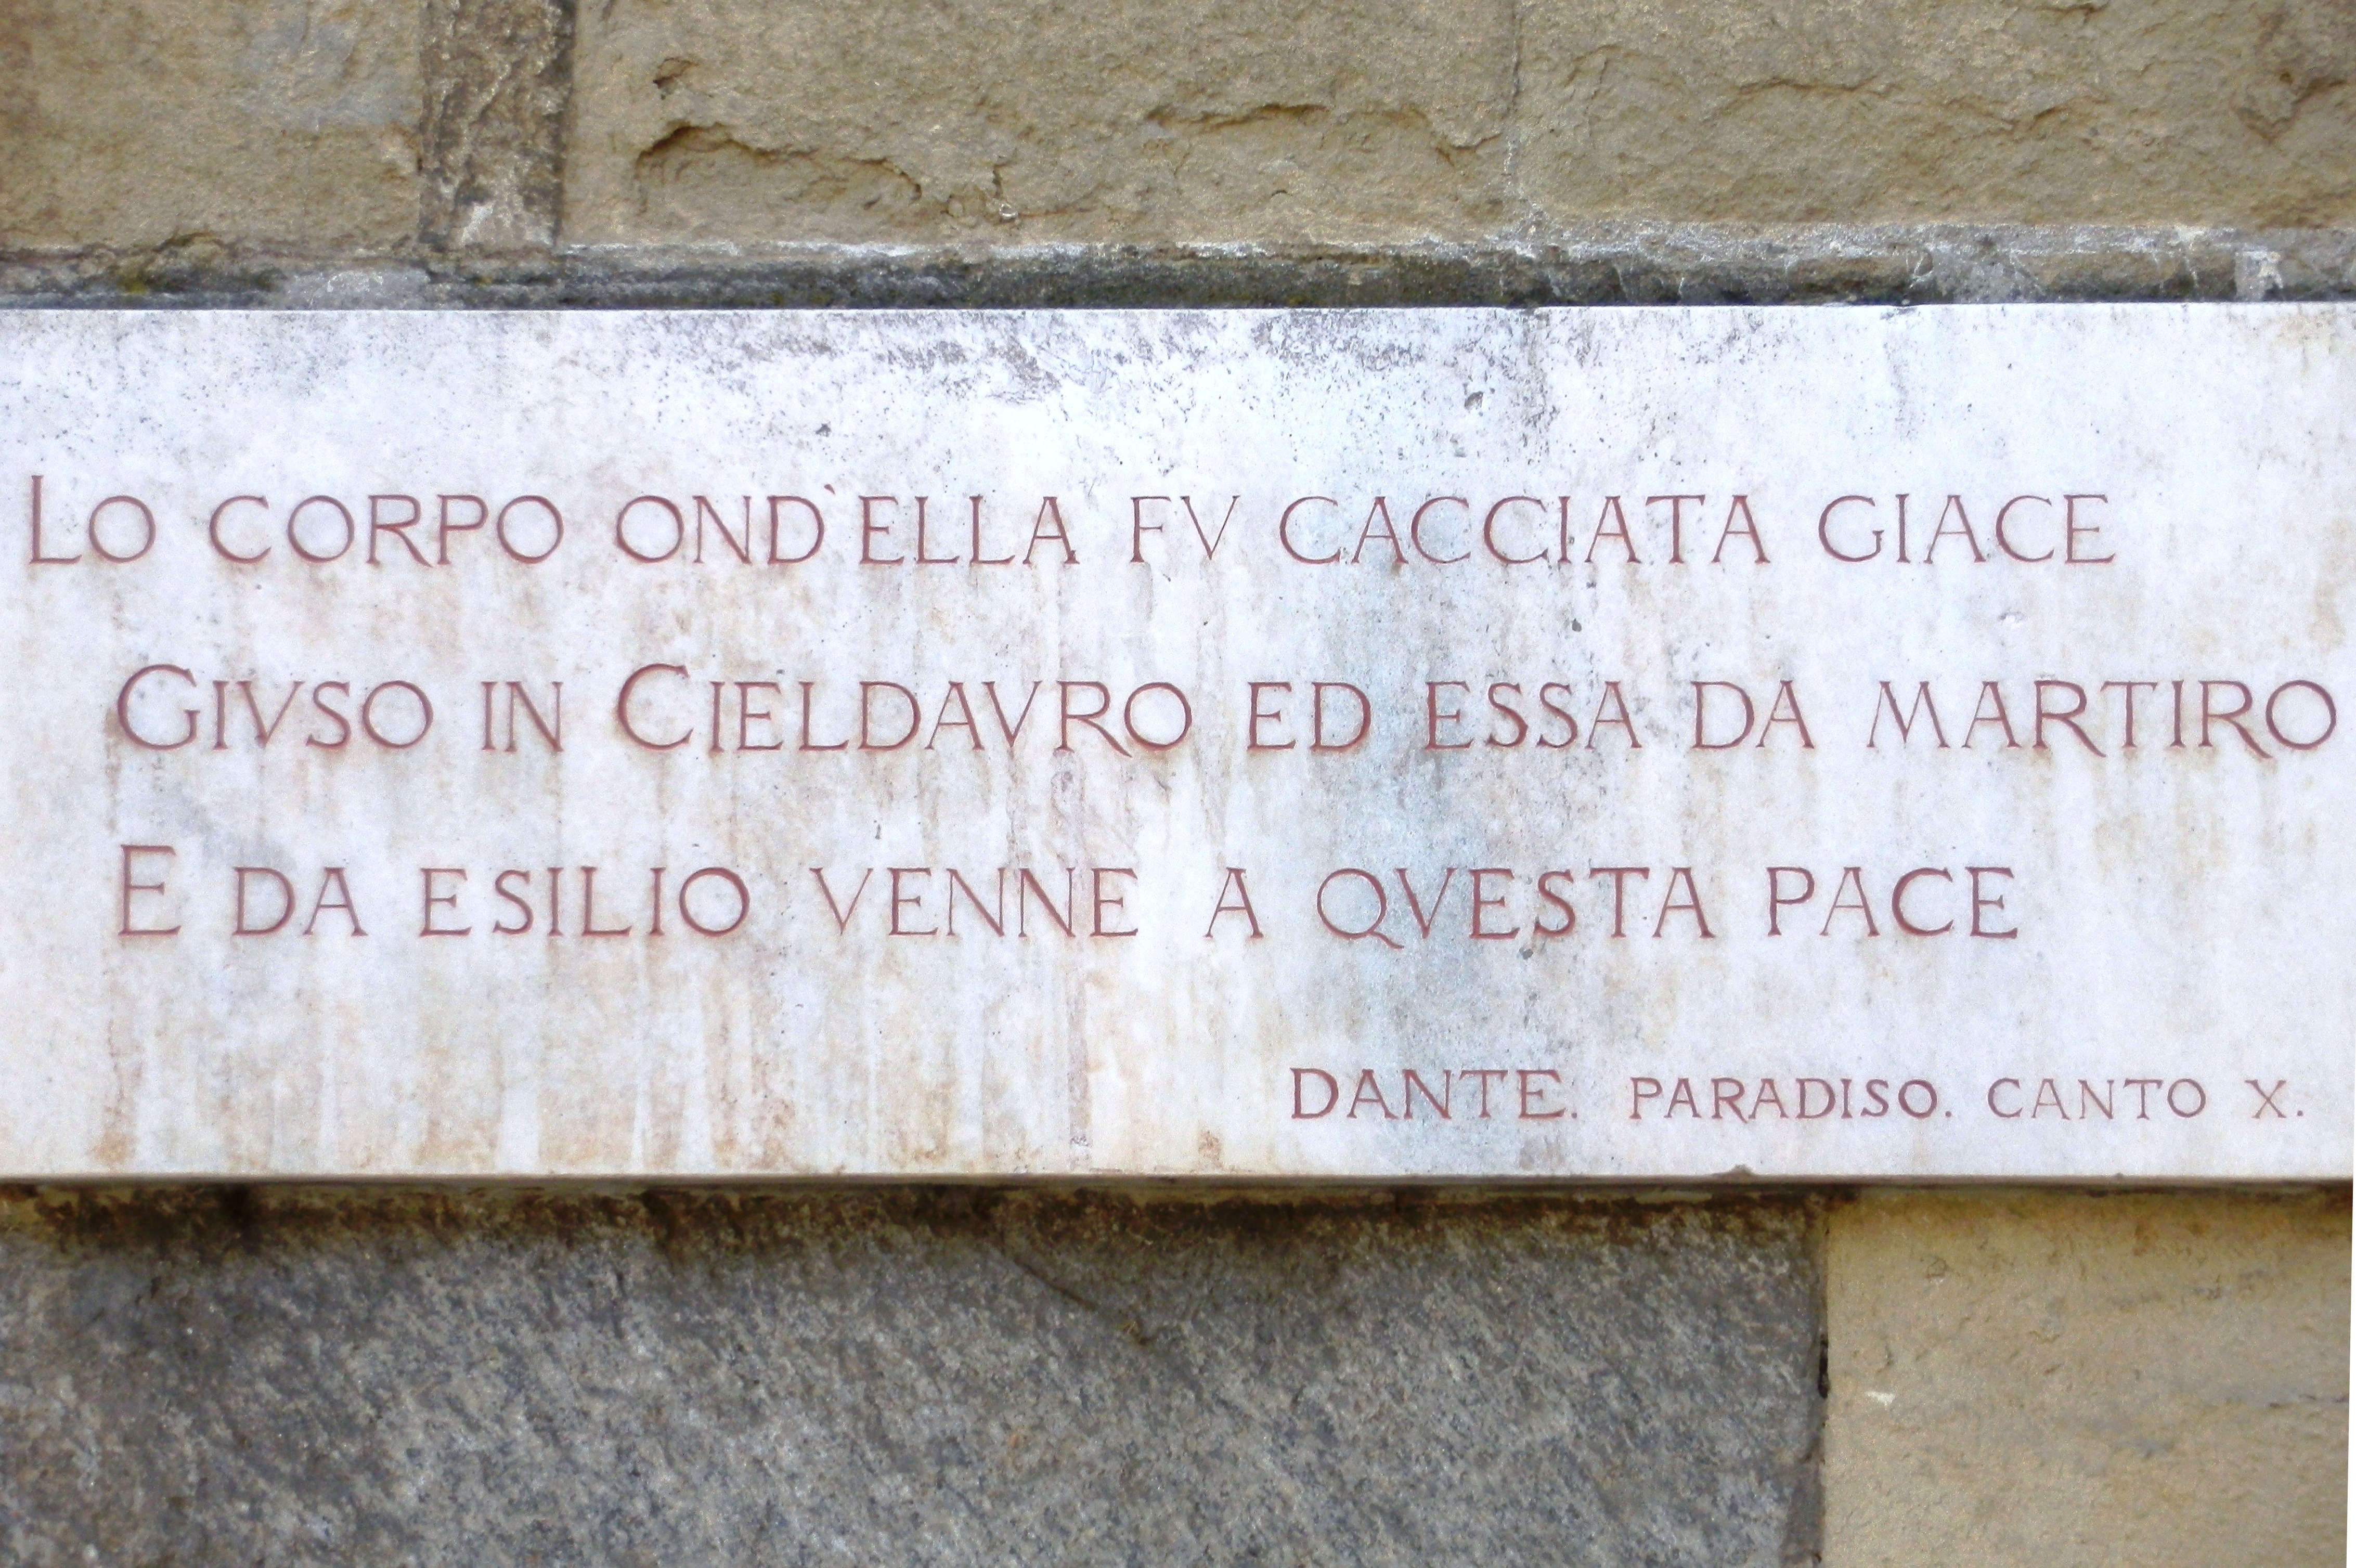 LO CORPO OND'ELLA FV CACCIATA GIACE
GIVSO IN CIELDAVRO ED ESSA DA MARTIRO
E DA ESILIO VENNE A QVESTA PACE
DANTE. PARADISO. CANTO X.